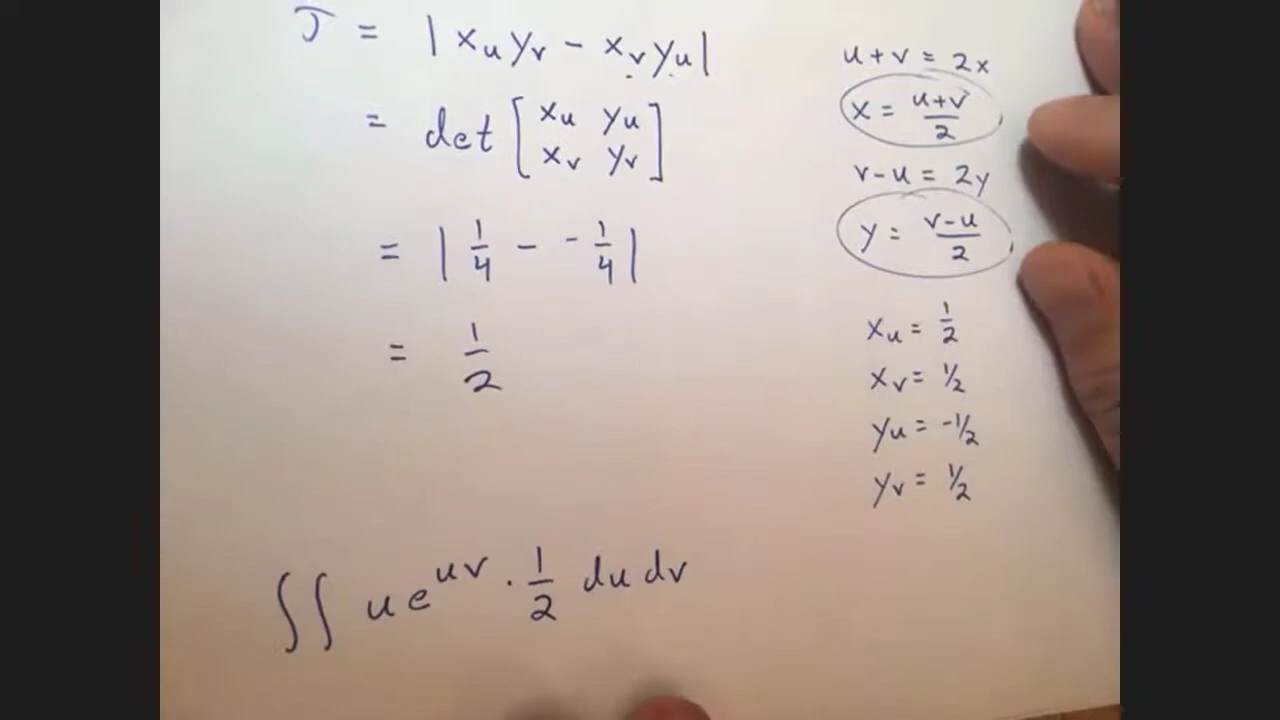 J = | x_u y_v - x_v y_u |
= det [ x_u y_u
x_v y_v ]
= | 1/4 - -1/4 |
= 1/2
∫∫ u e^{uv} · 1/2 du dv
u + v = 2x
x = (u+v)/2
v - u = 2y
y = (v-u)/2
x_u = 1/2
x_v = 1/2
y_u = -1/2
y_v = 1/2